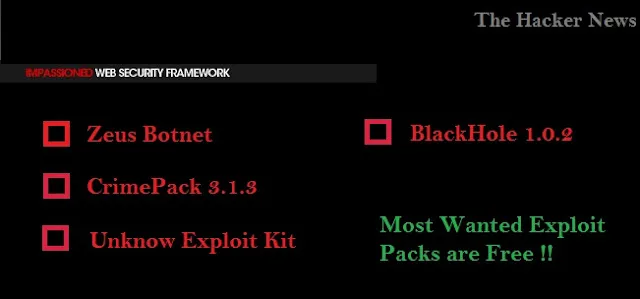 The Hacker News
IMPASSIONED WEB SECURITY FRAMEWORK
Zeus Botnet
BlackHole 1.0.2
CrimePack 3.1.3
Unknow Exploit Kit
Most Wanted Exploit
Packs are Free !!